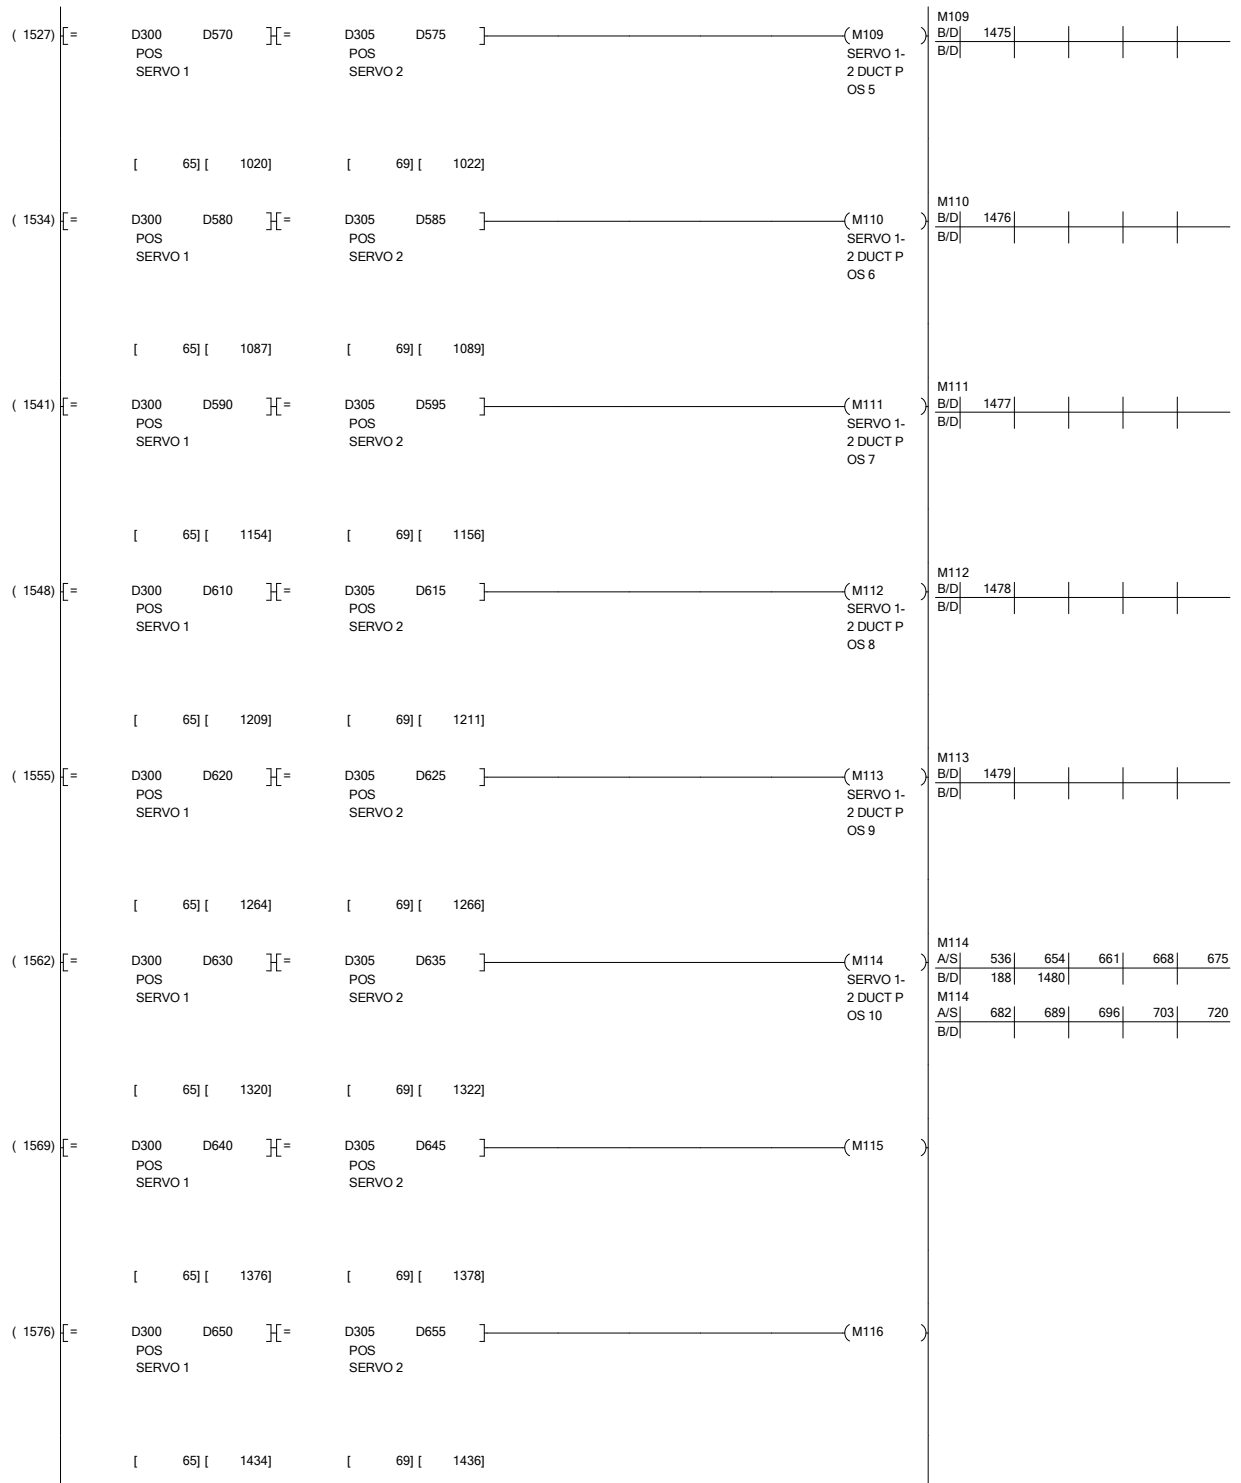 M109
( 1527) [= D300 D570 ][= D305 D575 ] (M109 ) B/D 1475
POS POS SERVO 1- B/D
SERVO 1 SERVO 2 2 DUCT P
OS 5
[ 65] [ 1020] [ 69] [ 1022]
M110
( 1534) [= D300 D580 ][= D305 D585 ] (M110 ) B/D 1476
POS POS SERVO 1- B/D
SERVO 1 SERVO 2 2 DUCT P
OS 6
[ 65] [ 1087] [ 69] [ 1089]
M111
( 1541) [= D300 D590 ][= D305 D595 ] (M111 ) B/D 1477
POS POS SERVO 1- B/D
SERVO 1 SERVO 2 2 DUCT P
OS 7
[ 65] [ 1154] [ 69] [ 1156]
M112
( 1548) [= D300 D610 ][= D305 D615 ] (M112 ) B/D 1478
POS POS SERVO 1- B/D
SERVO 1 SERVO 2 2 DUCT P
OS 8
[ 65] [ 1209] [ 69] [ 1211]
M113
( 1555) [= D300 D620 ][= D305 D625 ] (M113 ) B/D 1479
POS POS SERVO 1- B/D
SERVO 1 SERVO 2 2 DUCT P
OS 9
[ 65] [ 1264] [ 69] [ 1266]
M114
( 1562) [= D300 D630 ][= D305 D635 ] (M114 ) A/S 536 654 661 668 675
POS POS SERVO 1- B/D 188 1480
SERVO 1 SERVO 2 2 DUCT P M114
OS 10 A/S 682 689 696 703 720
B/D
[ 65] [ 1320] [ 69] [ 1322]
( 1569) [= D300 D640 ][= D305 D645 ] (M115 )
POS POS
SERVO 1 SERVO 2
[ 65] [ 1376] [ 69] [ 1378]
( 1576) [= D300 D650 ][= D305 D655 ] (M116 )
POS POS
SERVO 1 SERVO 2
[ 65] [ 1434] [ 69] [ 1436]